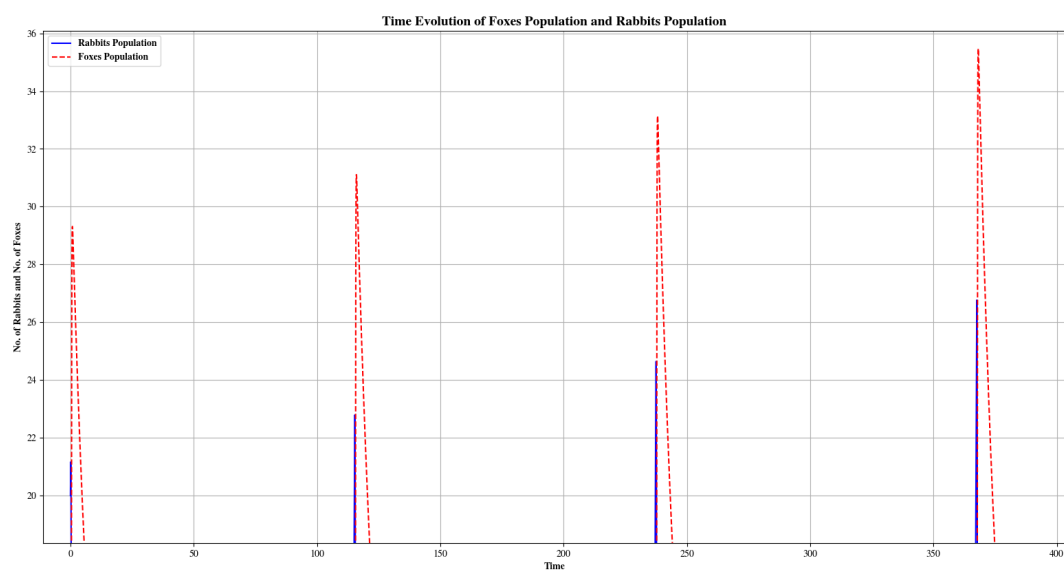 Time Evolution of Foxes Population and Rabbits Population
Rabbits Population
Foxes Population
No. of Rabbits and No. of Foxes
36
34
32
30
28
26
24
22
20
0 50 100 150 200 250 300 350 400
Time